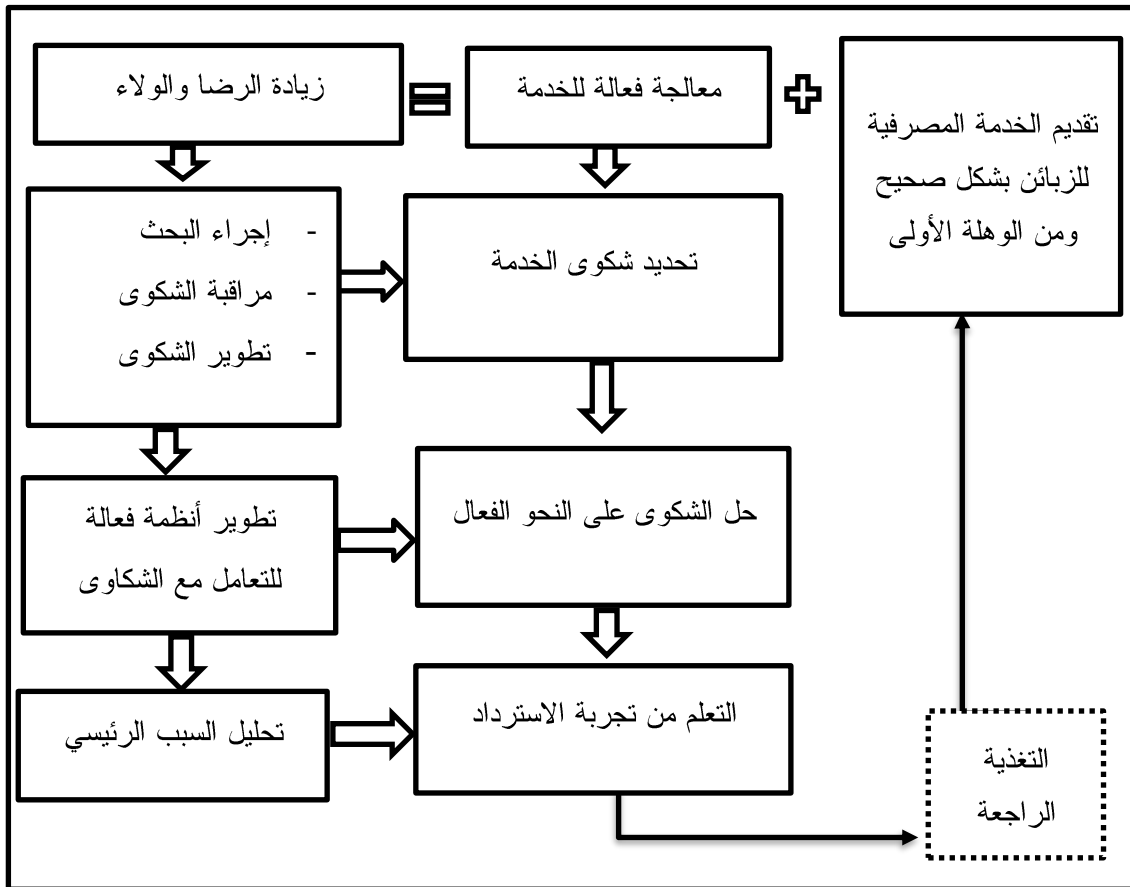 تقديم الخدمة المصرفية
للزبائن بشكل صحيح
ومن الوهلة الأولى
معالجة فعالة للخدمة
زيادة الرضا والولاء
- إجراء البحث
- مراقبة الشكوى
- تطوير الشكوى
تحديد شكوى الخدمة
تطوير أنظمة فعالة
للتعامل مع الشكاوى
حل الشكوى على النحو الفعال
تحليل السبب الرئيسي
التعلم من تجربة الاسترداد
التغذية
الراجعة